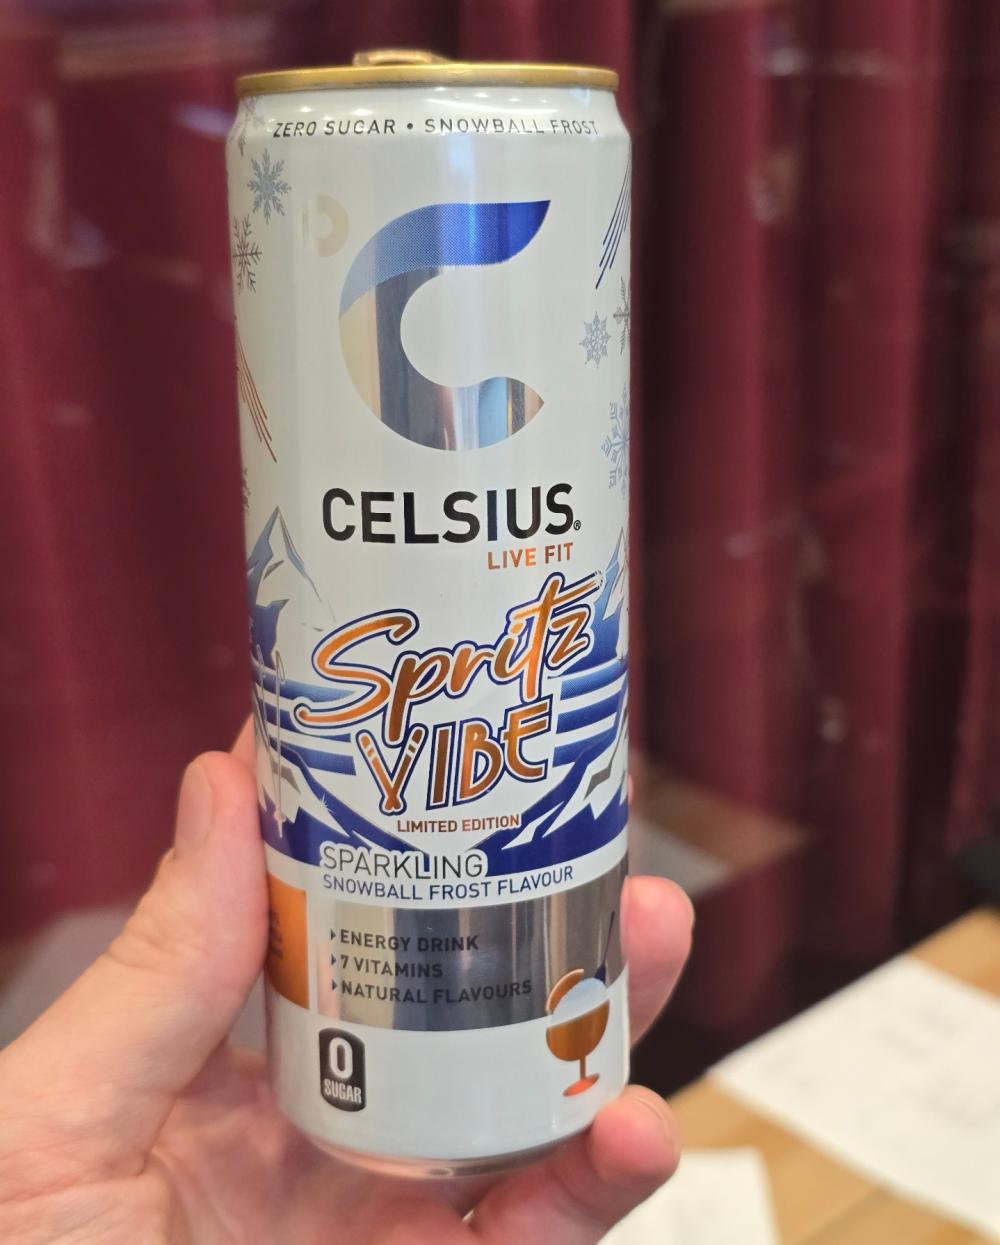 ZERO SUGAR • SNOWBALL FROST
CELSIUS®
LIVE FIT
Spritz
VIBE
LIMITED EDITION
SPARKLING
SNOWBALL FROST FLAVOUR
ENERGY DRINK
7 VITAMINS
NATURAL FLAVOURS
0
SUGAR